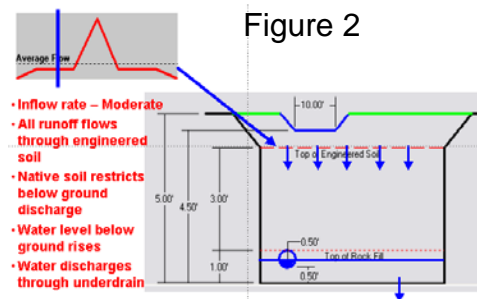 Figure 2
Average Flow
• Inflow rate – Moderate
• All runoff flows
through engineered
soil
• Native soil restricts
below ground
discharge
• Water level below
ground rises
• Water discharges
through underdrain
10.00'
Top of Engineered Soil
5.00'
4.50'
3.00'
0.50'
Top of Rock Fill
1.00'
0.50'